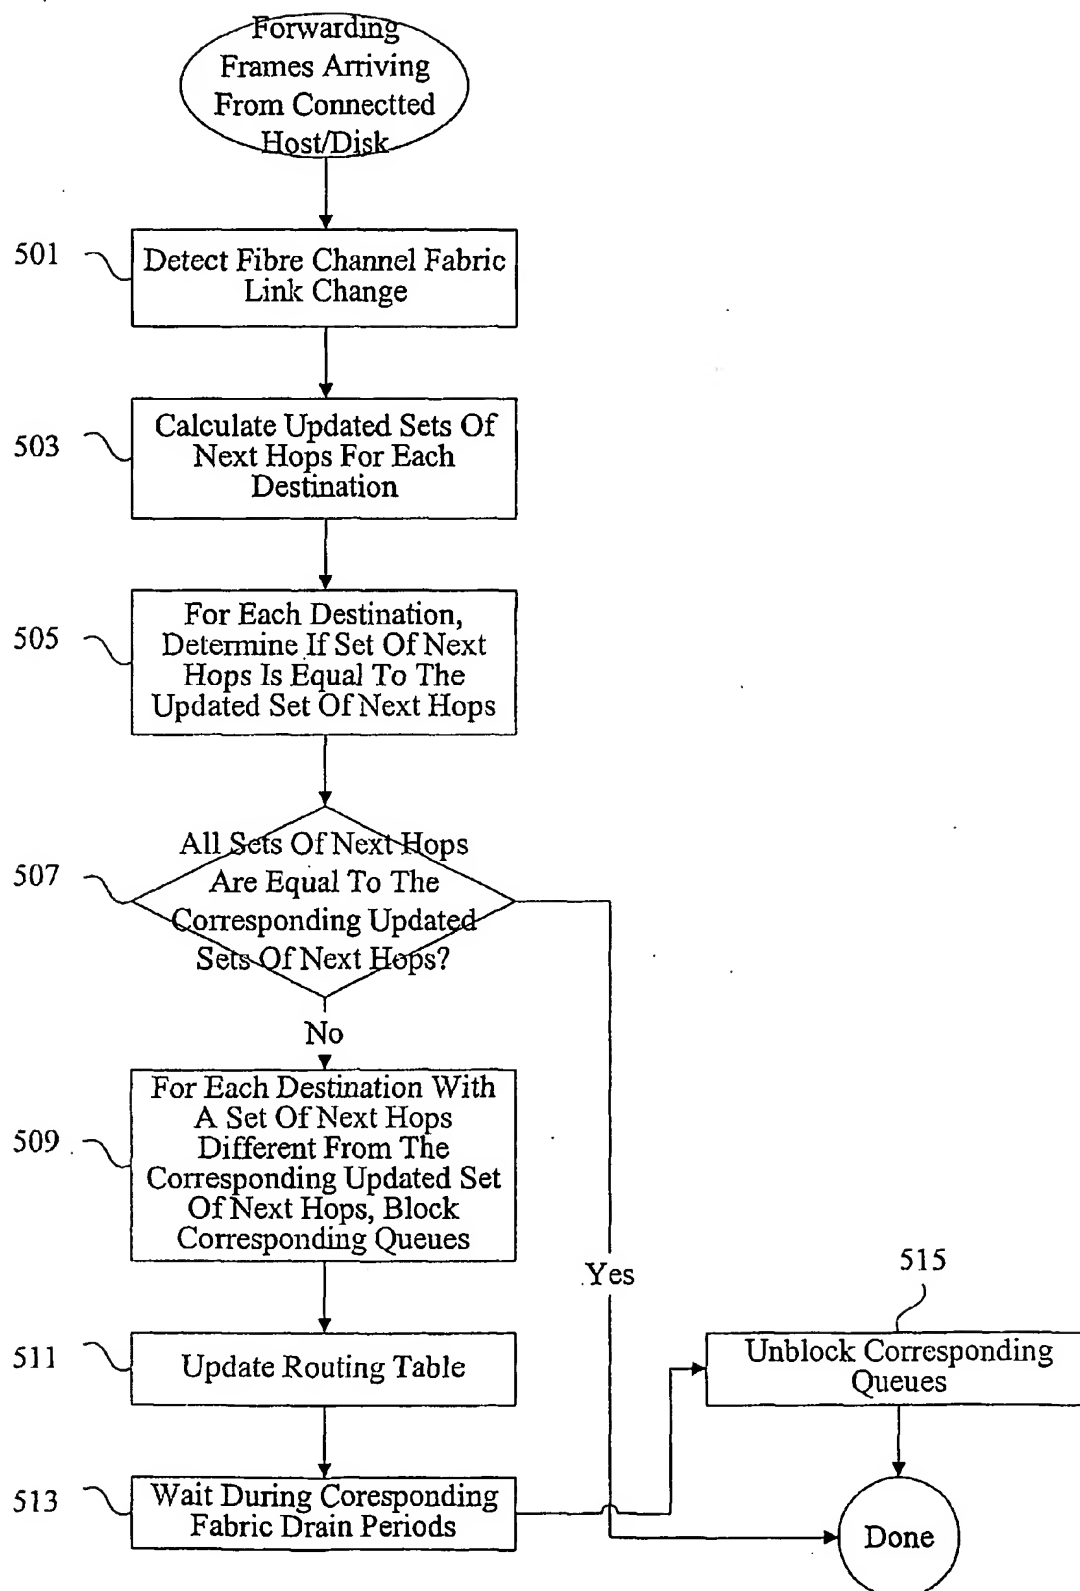 Forwarding
Frames Arriving
From Connectted
Host/Disk
501
Detect Fibre Channel Fabric
Link Change
503
Calculate Updated Sets Of
Next Hops For Each
Destination
505
For Each Destination,
Determine If Set Of Next
Hops Is Equal To The
Updated Set Of Next Hops
507
All Sets Of Next Hops
Are Equal To The
Corresponding Updated
Sets Of Next Hops?
No
509
For Each Destination With
A Set Of Next Hops
Different From The
Corresponding Updated Set
Of Next Hops, Block
Corresponding Queues
Yes
511
Update Routing Table
513
Wait During Coresponding
Fabric Drain Periods
515
Unblock Corresponding
Queues
Done